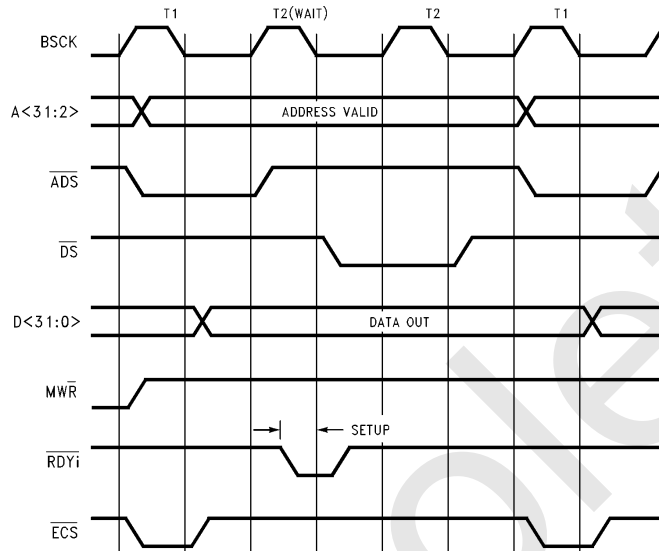 T1 T2(WAIT) T2 T1
BSCK
A<31:2> ADDRESS VALID
ADS
DS
D<31:0> DATA OUT
MWR
SETUP
RDYi
ECS